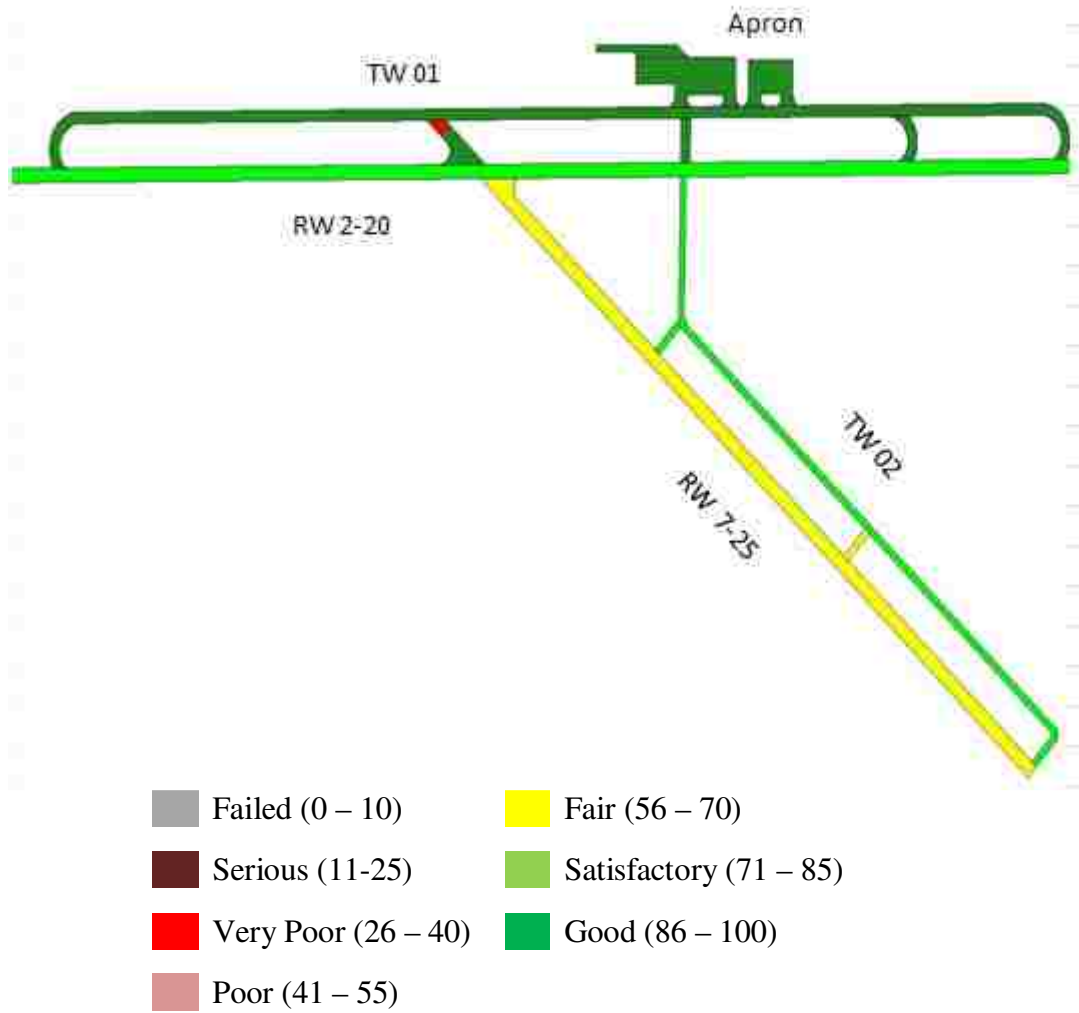 Apron
TW 01
RW 2-20
TW 02
RW 7-25
Failed (0 – 10)
Serious (11-25)
Very Poor (26 – 40)
Poor (41 – 55)
Fair (56 – 70)
Satisfactory (71 – 85)
Good (86 – 100)